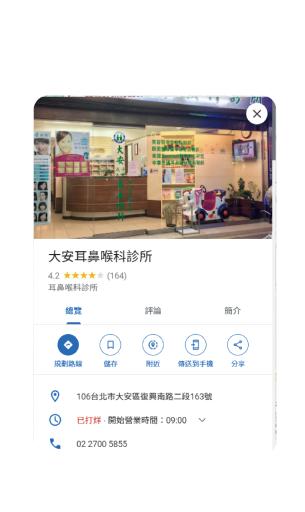 大安
大安耳鼻喉科診所
4.2 ★★★★★ (164)
耳鼻喉科診所
總覽
評論
簡介
規劃路線
儲存
附近
傳送到手機
分享
106台北市大安區復興南路二段163號
已打烊 · 開始營業時間：09:00
02 2700 5855